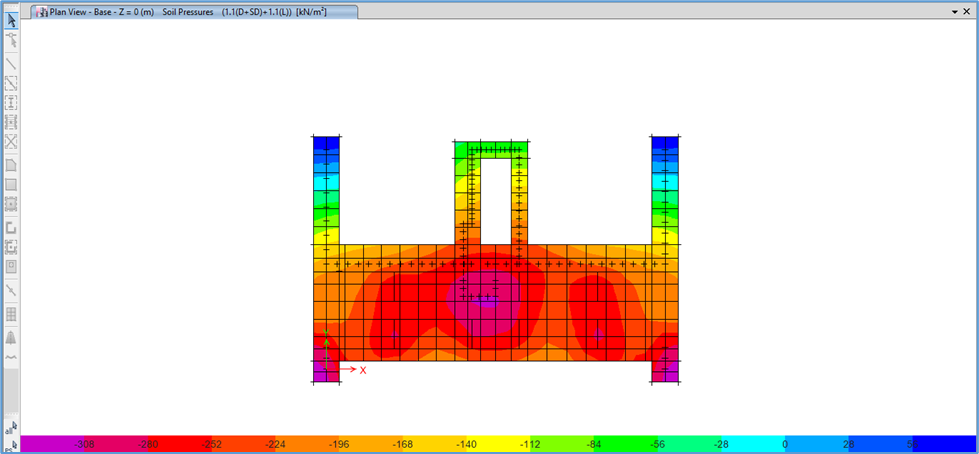 Plan View - Base - Z = 0 (m) Soil Pressures (1.1(D+SD)+1.1(L)) [kN/m²]
X
-308 -280 -252 -224 -196 -168 -140 -112 -84 -56 -28 0 28